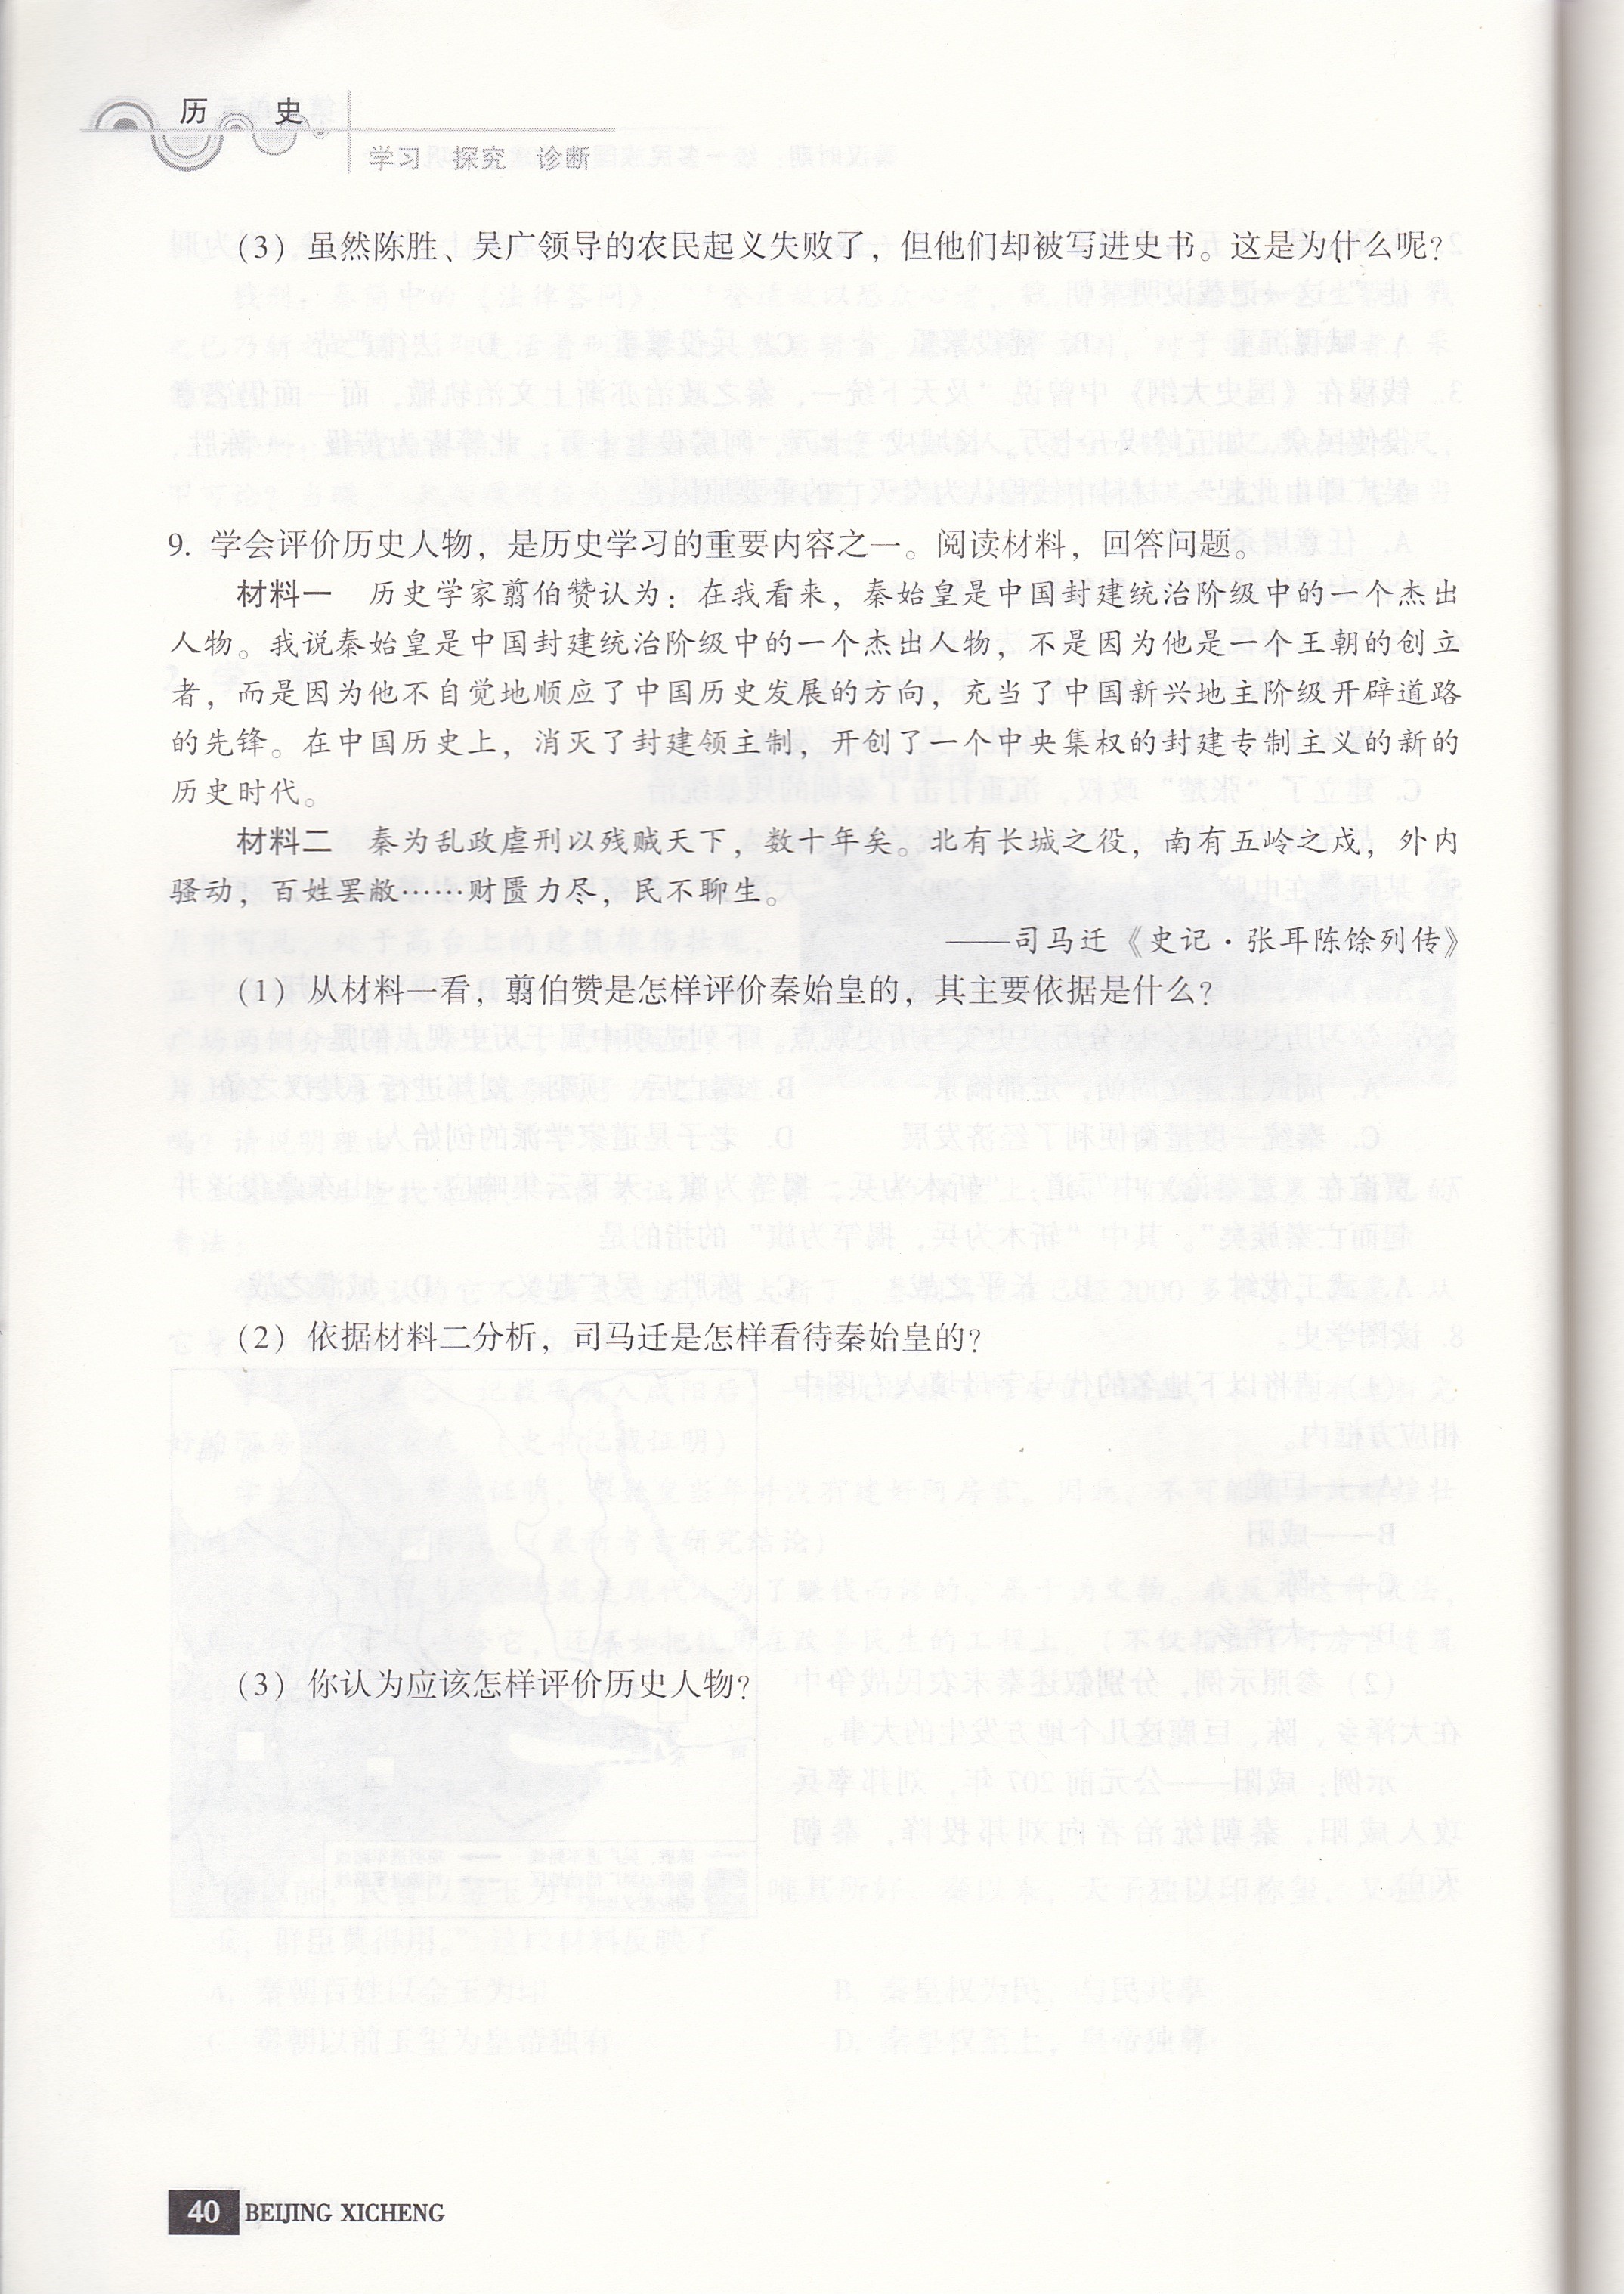 历 史
学习 探究 诊断
（3）虽然陈胜、吴广领导的农民起义失败了，但他们却被写进史书。这是为什么呢？
9. 学会评价历史人物，是历史学习的重要内容之一。阅读材料，回答问题。
材料一 历史学家翦伯赞认为：在我看来，秦始皇是中国封建统治阶级中的一个杰出
人物。我说秦始皇是中国封建统治阶级中的一个杰出人物，不是因为他是一个王朝的创立
者，而是因为他不自觉地顺应了中国历史发展的方向，充当了中国新兴地主阶级开辟道路
的先锋。在中国历史上，消灭了封建领主制，开创了一个中央集权的封建专制主义的新的
历史时代。
材料二 秦为乱政虐刑以残贼天下，数十年矣。北有长城之役，南有五岭之戍，外内
骚动，百姓罢敝……财匮力尽，民不聊生。
——司马迁《史记·张耳陈馀列传》
（1）从材料一看，翦伯赞是怎样评价秦始皇的，其主要依据是什么？
（2）依据材料二分析，司马迁是怎样看待秦始皇的？
（3）你认为应该怎样评价历史人物？
40 BEIJING XICHENG